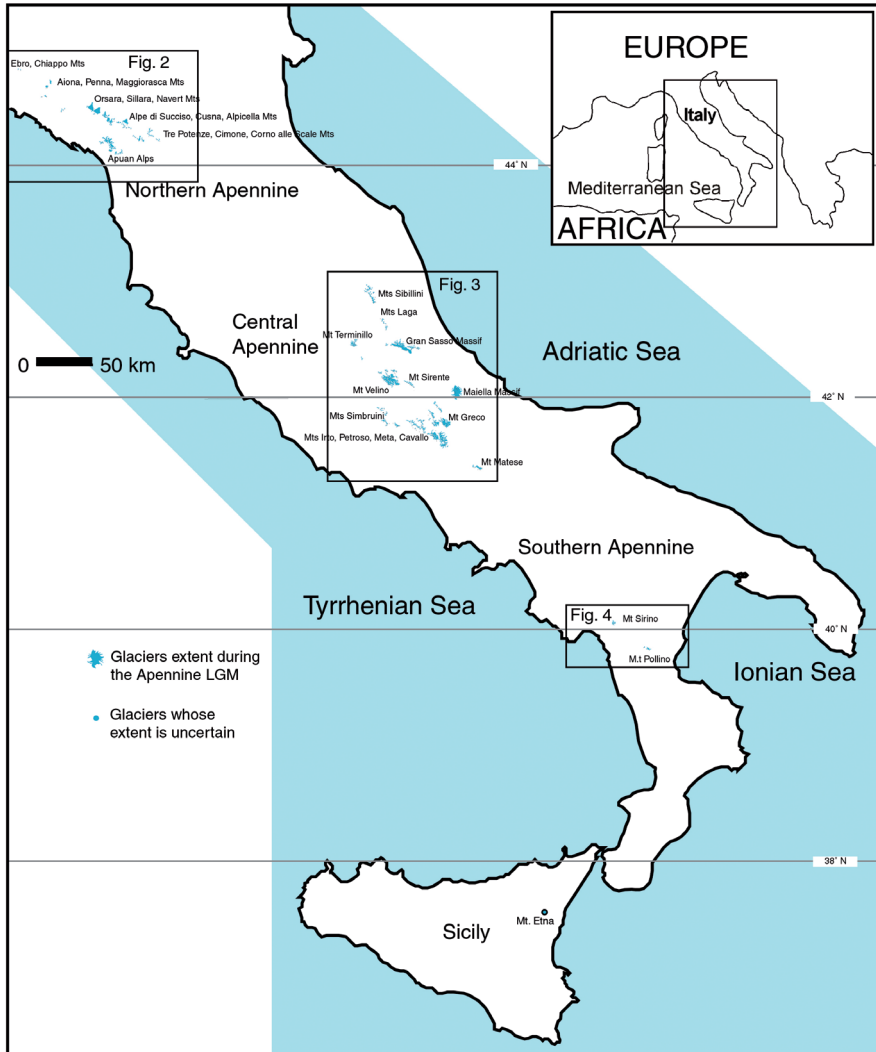 Fig. 2
Ebro, Chiappo Mts
Aiona, Penna, Maggiorasca Mts
Orsara, Sillara, Navert Mts
Alpe di Succiso, Cusna, Alpicella Mts
Tre Potenze, Cimone, Corno alle Scale Mts
Apuan Alps
EUROPE
Italy
Mediterranean Sea
AFRICA
44° N
Northern Apennine
Fig. 3
Mts Sibillini
Mts Laga
Central
Apennine
Mt Terminillo
Gran Sasso Massif
Adriatic Sea
0 50 km
Mt Sirente
Mt Velino
Maiella Massif
42° N
Mts Simbruini
Mt Greco
Mts Irto, Petroso, Meta, Cavallo
Mt Matese
Southern Apennine
Tyrrhenian Sea
Fig. 4
Mt Sirino
40° N
M.t Pollino
Ionian Sea
Glaciers extent during
the Apennine LGM
Glaciers whose
extent is uncertain
38° N
Mt. Etna
Sicily